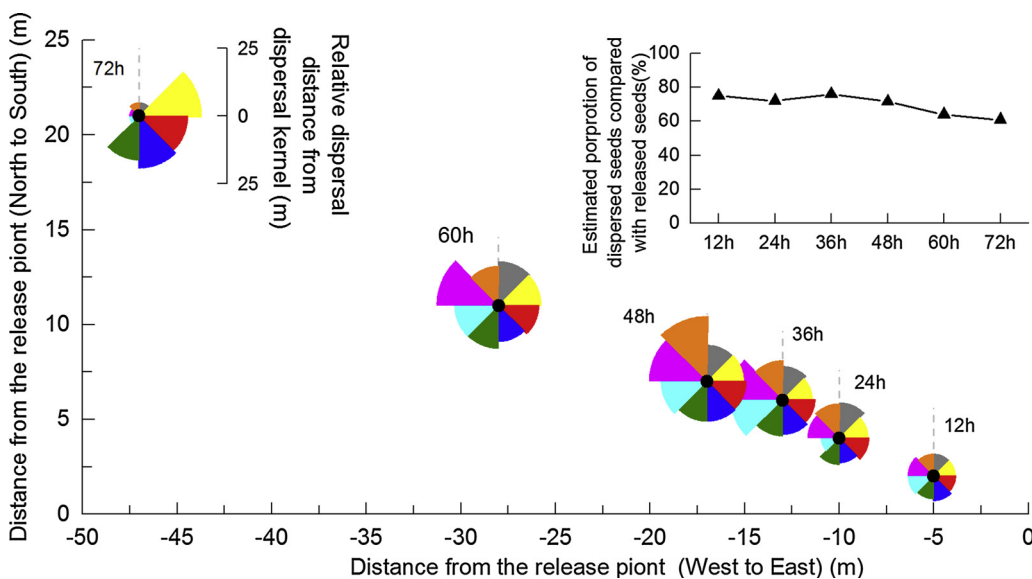 Distance from the release piont (North to South) (m)
25
20
15
10
5
0
72h
Relative dispersal
distance from
dispersal kernel (m)
25
0
25
Estimated porprotion of
dispersed seeds compared
with released seeds(%)
100
80
60
40
20
0
12h 24h 36h 48h 60h 72h
60h
48h
36h
24h
12h
-50 -45 -40 -35 -30 -25 -20 -15 -10 -5 0
Distance from the release piont (West to East) (m)